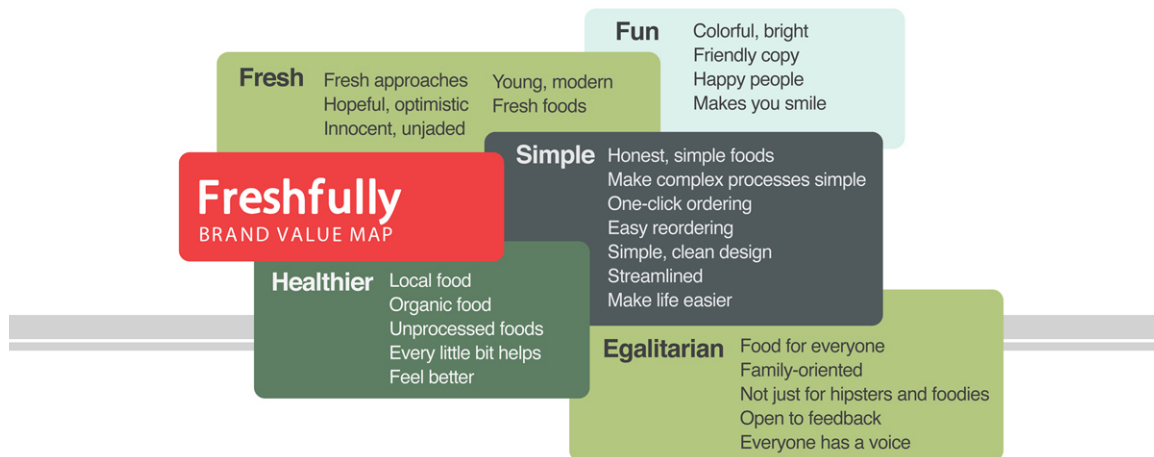 Fun
Colorful, bright
Friendly copy
Happy people
Makes you smile
Fresh
Fresh approaches
Hopeful, optimistic
Innocent, unjaded
Young, modern
Fresh foods
Simple
Honest, simple foods
Make complex processes simple
One-click ordering
Easy reordering
Simple, clean design
Streamlined
Make life easier
Freshfully
BRAND VALUE MAP
Healthier
Local food
Organic food
Unprocessed foods
Every little bit helps
Feel better
Egalitarian
Food for everyone
Family-oriented
Not just for hipsters and foodies
Open to feedback
Everyone has a voice